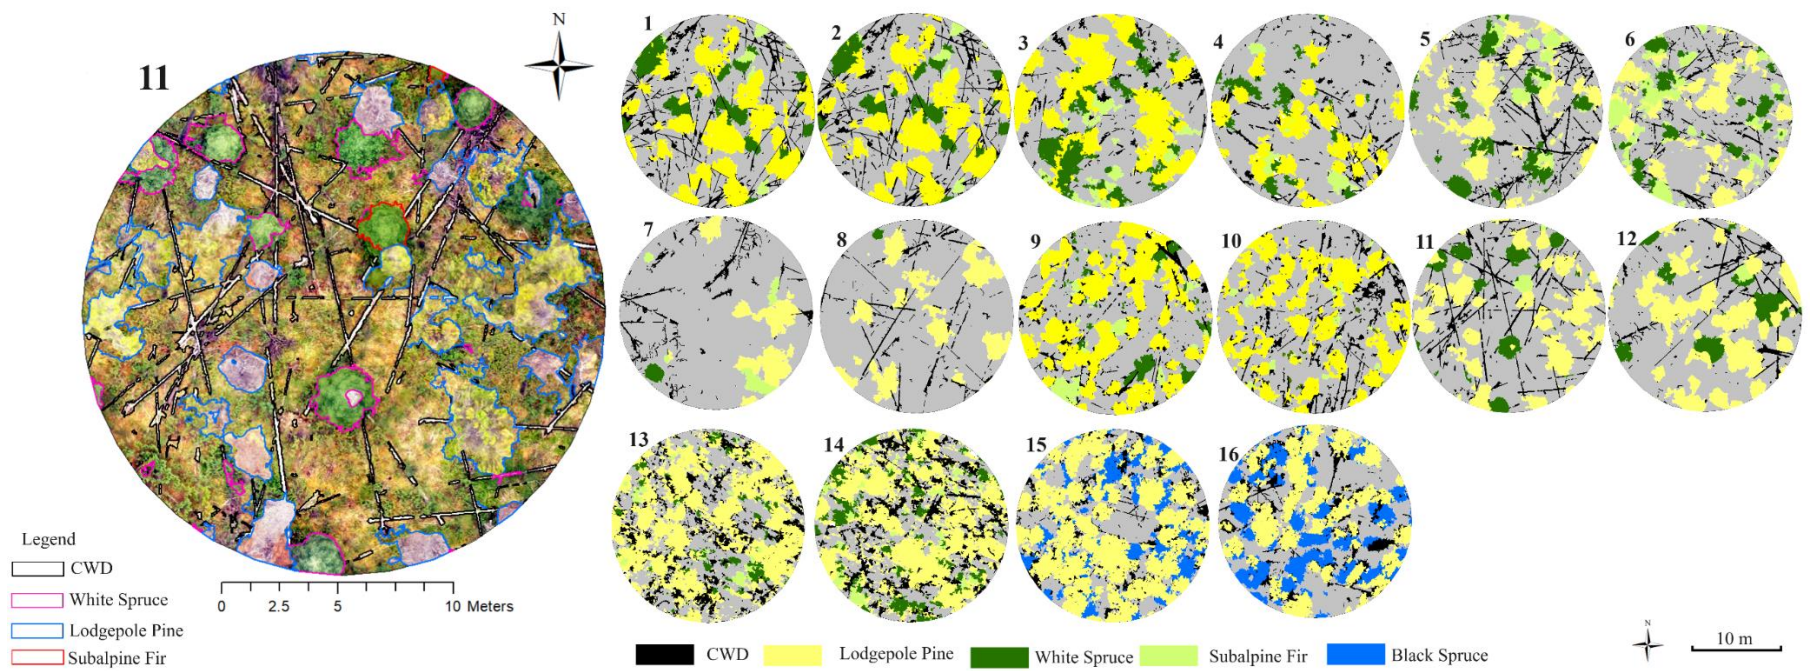 11
N
Legend
CWD
White Spruce
Lodgepole Pine
Subalpine Fir
0 2.5 5 10 Meters
1 2 3 4 5 6
7 8 9 10 11 12
13 14 15 16
CWD Lodgepole Pine White Spruce Subalpine Fir Black Spruce
N
10 m